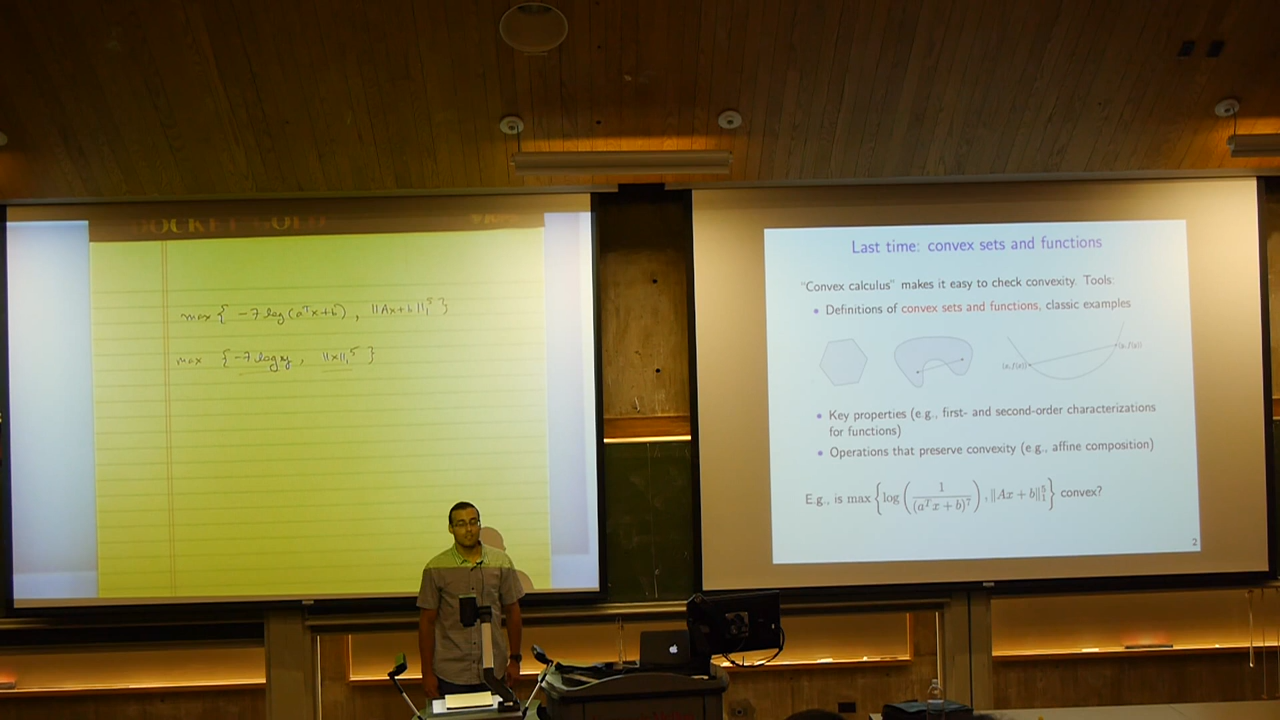 DOCKET GOLD
max { -7 log(aᵀx+b) , ||Ax+b||₁⁵ }
max { -7 log y , ||x||₁⁵ }
Last time: convex sets and functions
"Convex calculus" makes it easy to check convexity. Tools:
• Definitions of convex sets and functions, classic examples
(x, f(x))
• Key properties (e.g., first- and second-order characterizations
for functions)
• Operations that preserve convexity (e.g., affine composition)
E.g., is max { log ( 1 / (aᵀx + b)⁷ ) , ‖Ax + b‖₁⁵ } convex?
2